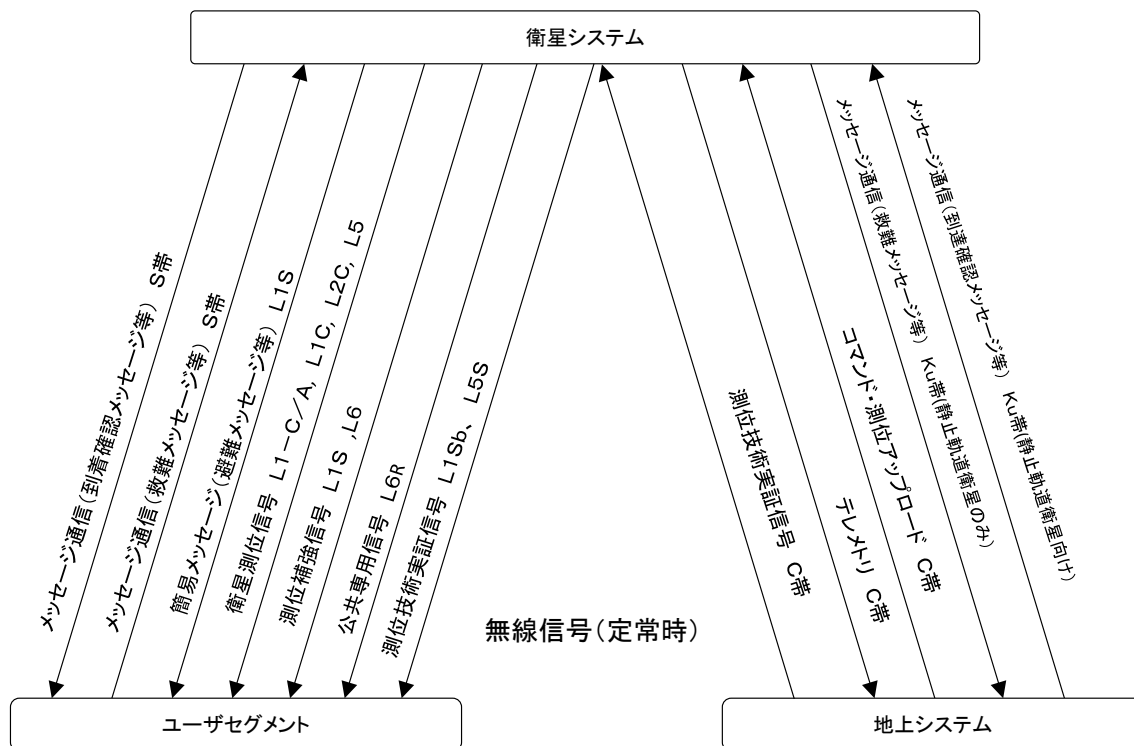 衛星システム
メッセージ通信(到着確認メッセージ等) S帯
メッセージ通信(救難メッセージ等) S帯
簡易メッセージ(避難メッセージ等) L1S
衛星測位信号 L1-C/A, L1C, L2C, L5
測位補強信号 L1S ,L6
公共専用信号 L6R
測位技術実証信号 L1Sb、 L5S
測位技術実証信号 C帯
テレメトリ C帯
コマンド・測位アップロード C帯
メッセージ通信(救難メッセージ等) Ku帯(静止軌道衛星のみ)
メッセージ通信(到達確認メッセージ等) Ku帯(静止軌道衛星向け)
無線信号(定常時)
ユーザセグメント
地上システム